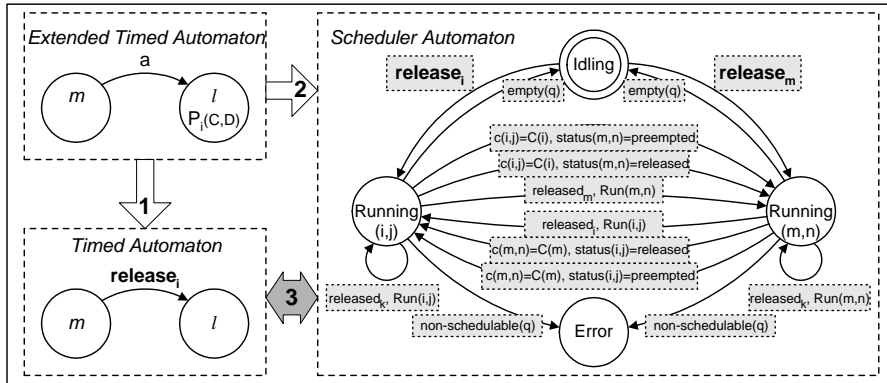 Extended Timed Automaton
a
m
l
P_i(C,D)
2
1
Timed Automaton
release_i
m
l
3
Scheduler Automaton
Idling
release_i
release_m
empty(q)
empty(q)
c(i,j)=C(i), status(m,n)=preempted
c(i,j)=C(i), status(m,n)=released
released_m, Run(m,n)
Running
(i,j)
Running
(m,n)
released_i, Run(i,j)
c(m,n)=C(m), status(i,j)=released
c(m,n)=C(m), status(i,j)=preempted
released_k, Run(i,j)
released_k, Run(m,n)
non-schedulable(q)
Error
non-schedulable(q)